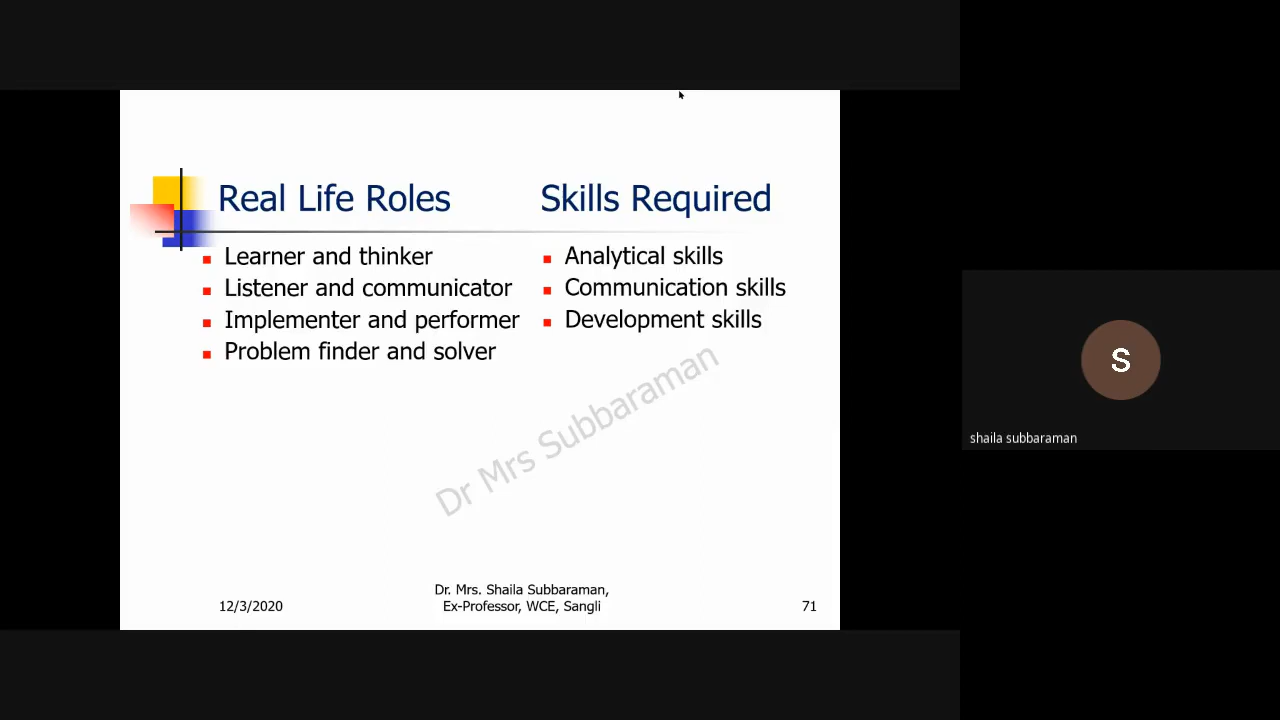 Real Life Roles
Learner and thinker
Listener and communicator
Implementer and performer
Problem finder and solver
Skills Required
Analytical skills
Communication skills
Development skills
Dr Mrs Subbaraman
12/3/2020
Dr. Mrs. Shaila Subbaraman,
Ex-Professor, WCE, Sangli
71
S
shaila subbaraman